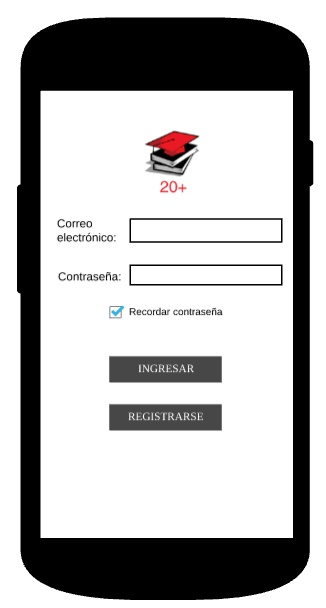 20+
Correo
electrónico:
Contraseña:
Recordar contraseña
INGRESAR
REGISTRARSE